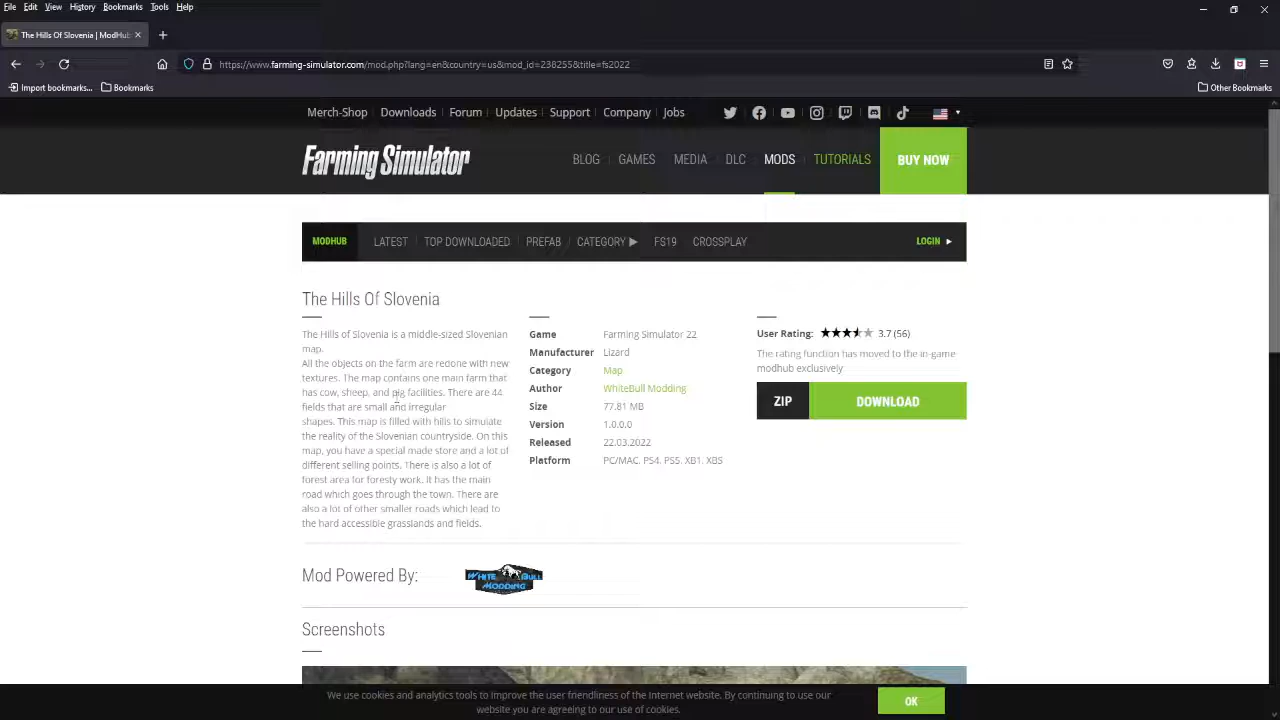 File Edit View History Bookmarks Tools Help
The Hills Of Slovenia | ModHub
https://www.farming-simulator.com/mod.php?lang=en&country=us&mod_id=238255&title=fs2022
Import bookmarks... Bookmarks Other Bookmarks
Merch-Shop Downloads Forum Updates Support Company Jobs
Farming Simulator BLOG GAMES MEDIA DLC MODS TUTORIALS BUY NOW
MODHUB LATEST TOP DOWNLOADED PREFAB CATEGORY FS19 CROSSPLAY LOGIN
The Hills Of Slovenia
The Hills of Slovenia is a middle-sized Slovenian
map.
All the objects on the farm are redone with new
textures. The map contains one main farm that
has cow, sheep, and pig facilities. There are 44
fields that are small and irregular
shapes. This map is filled with hills to simulate
the reality of the Slovenian countryside. On this
map, you have a special made store and a lot of
different selling points. There is also a lot of
forest area for foresty work. It has the main
road which goes through the town. There are
also a lot of other smaller roads which lead to
the hard accessible grasslands and fields.
Game Farming Simulator 22
Manufacturer Lizard
Category Map
Author WhiteBull Modding
Size 77.81 MB
Version 1.0.0.0
Released 22.03.2022
Platform PC/MAC, PS4, PS5, XB1, XBS
User Rating: 3.7 (56)
The rating function has moved to the in-game
modhub exclusively
ZIP DOWNLOAD
Mod Powered By:
WHITE BULL
MODDING
Screenshots
We use cookies and analytics tools to improve the user friendliness of the Internet website. By continuing to use our
website you are agreeing to our use of cookies.
OK